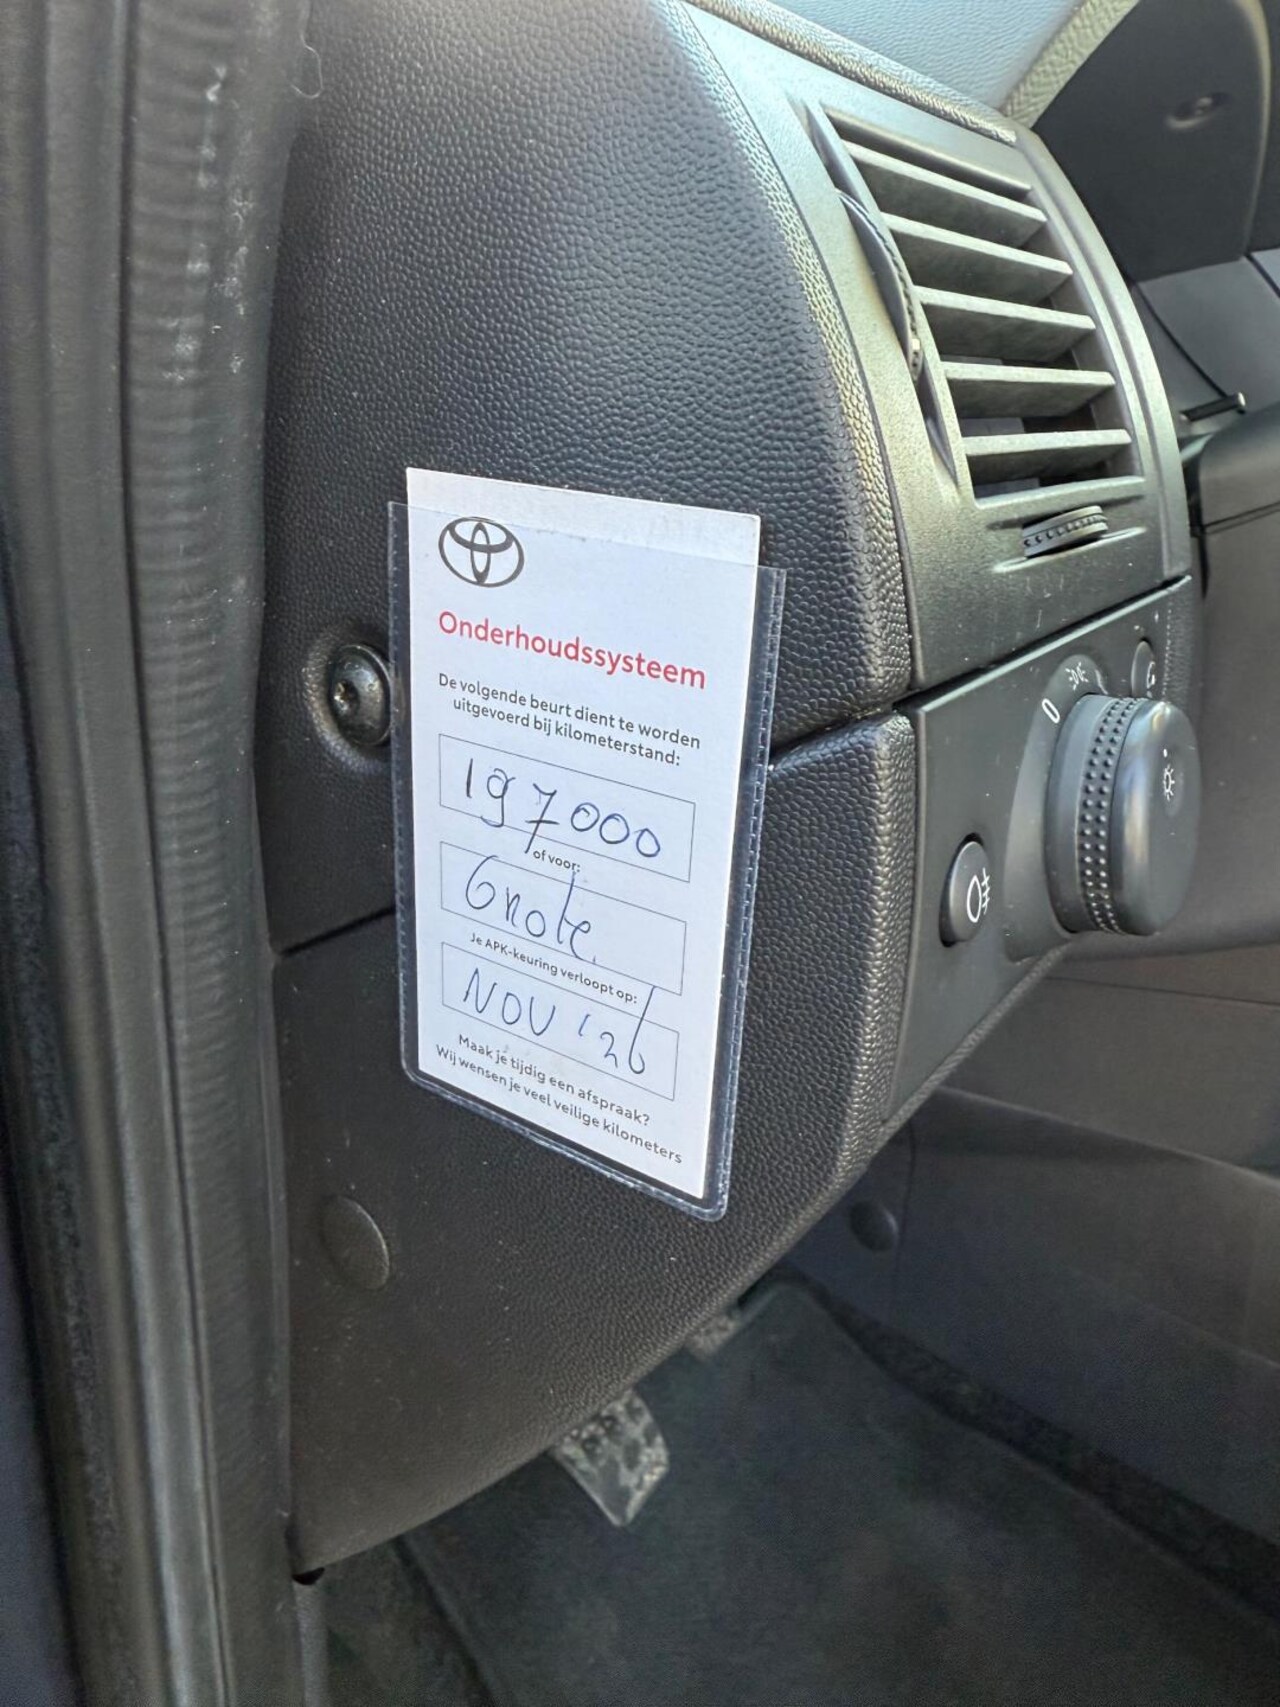 Onderhoudssysteem
De volgende beurt dient te worden
uitgevoerd bij kilometerstand:
197000
of voor:
Grote
Je APK-keuring verloopt op:
NOV '26
Maak je tijdig een afspraak?
Wij wensen je veel veilige kilometers
0